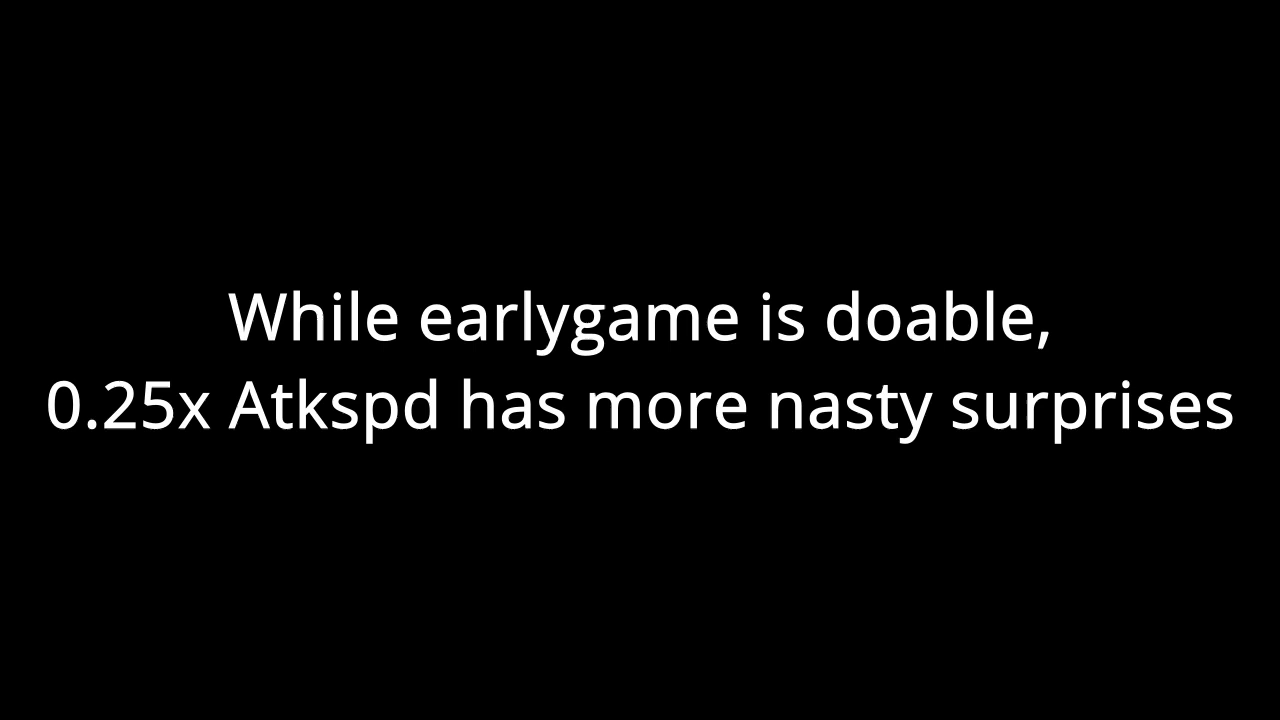 While earlygame is doable,
0.25x Atkspd has more nasty surprises